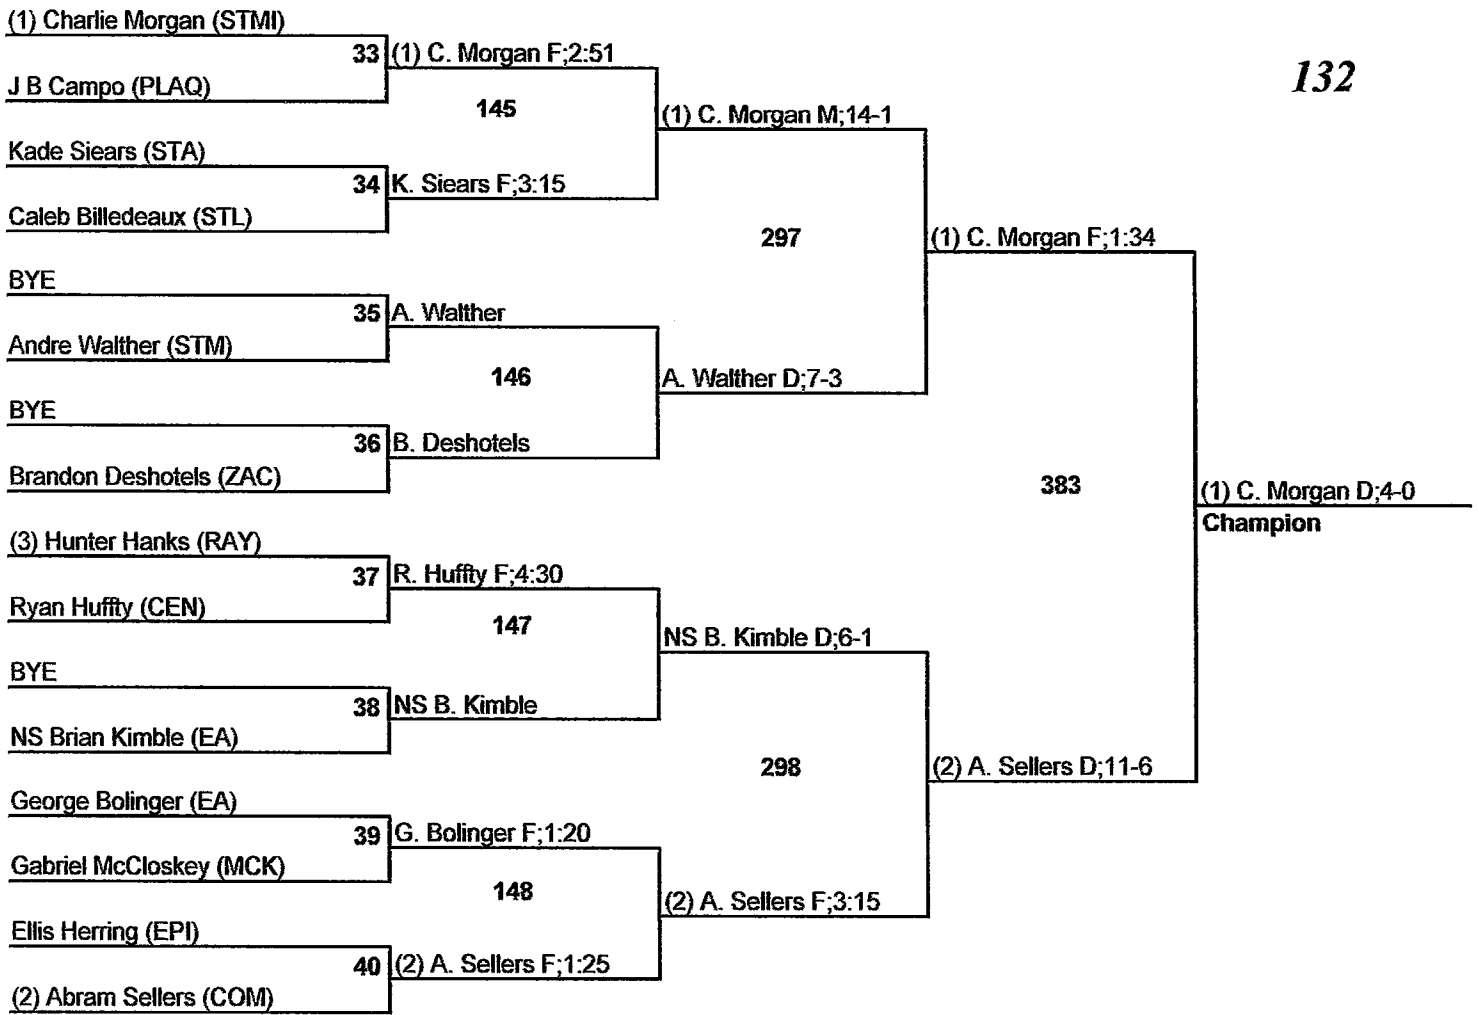 (1) Charlie Morgan (STMI)
33 (1) C. Morgan F;2:51
132
J B Campo (PLAQ)
145
(1) C. Morgan M;14-1
Kade Siears (STA)
34 K. Siears F;3:15
Caleb Billedeaux (STL)
297
(1) C. Morgan F;1:34
BYE
35 A. Walther
Andre Walther (STM)
146
A. Walther D;7-3
BYE
36 B. Deshotels
Brandon Deshotels (ZAC)
383
(1) C. Morgan D;4-0
Champion
(3) Hunter Hanks (RAY)
37 R. Huffty F;4:30
Ryan Huffty (CEN)
147
NS B. Kimble D;6-1
BYE
38 NS B. Kimble
NS Brian Kimble (EA)
298
(2) A. Sellers D;11-6
George Bolinger (EA)
39 G. Bolinger F;1:20
Gabriel McCloskey (MCK)
148
(2) A. Sellers F;3:15
Ellis Herring (EPI)
40 (2) A. Sellers F;1:25
(2) Abram Sellers (COM)